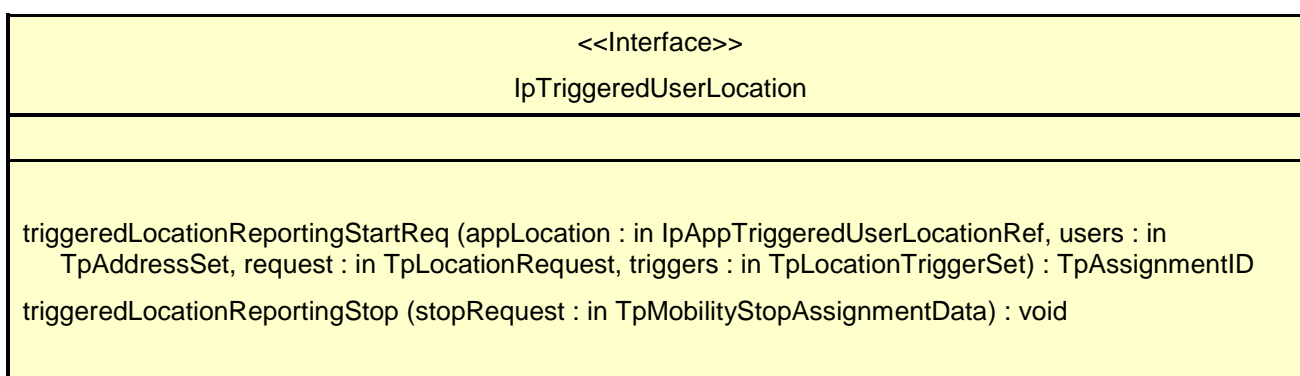 <<Interface>>
IpTriggeredUserLocation
triggeredLocationReportingStartReq (appLocation : in IpAppTriggeredUserLocationRef, users : in
TpAddressSet, request : in TpLocationRequest, triggers : in TpLocationTriggerSet) : TpAssignmentID
triggeredLocationReportingStop (stopRequest : in TpMobilityStopAssignmentData) : void